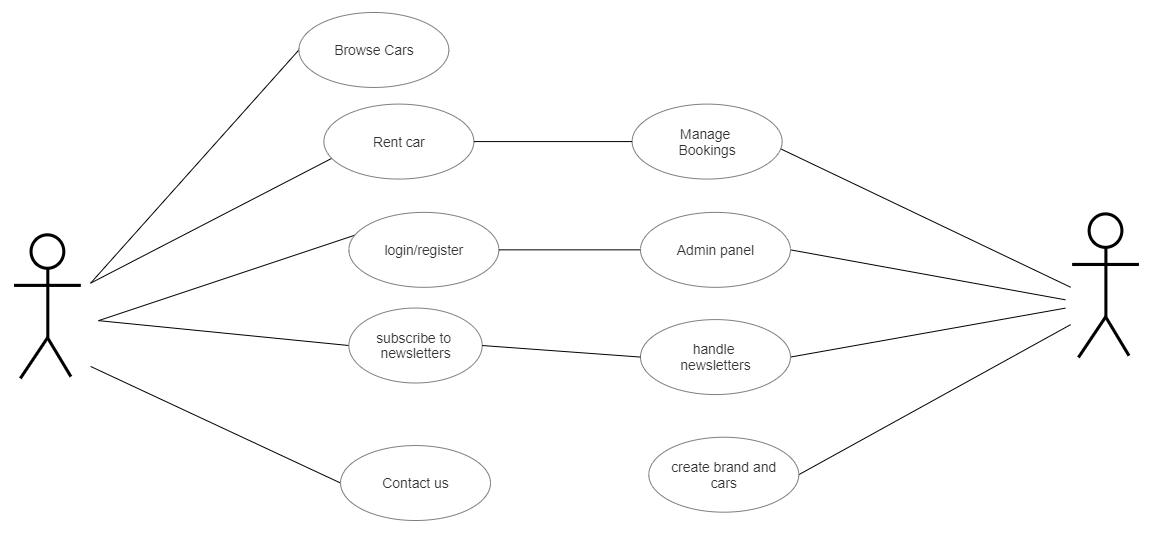 Browse Cars
Rent car
Manage
Bookings
login/register
Admin panel
subscribe to
newsletters
handle
newsletters
Contact us
create brand and
cars